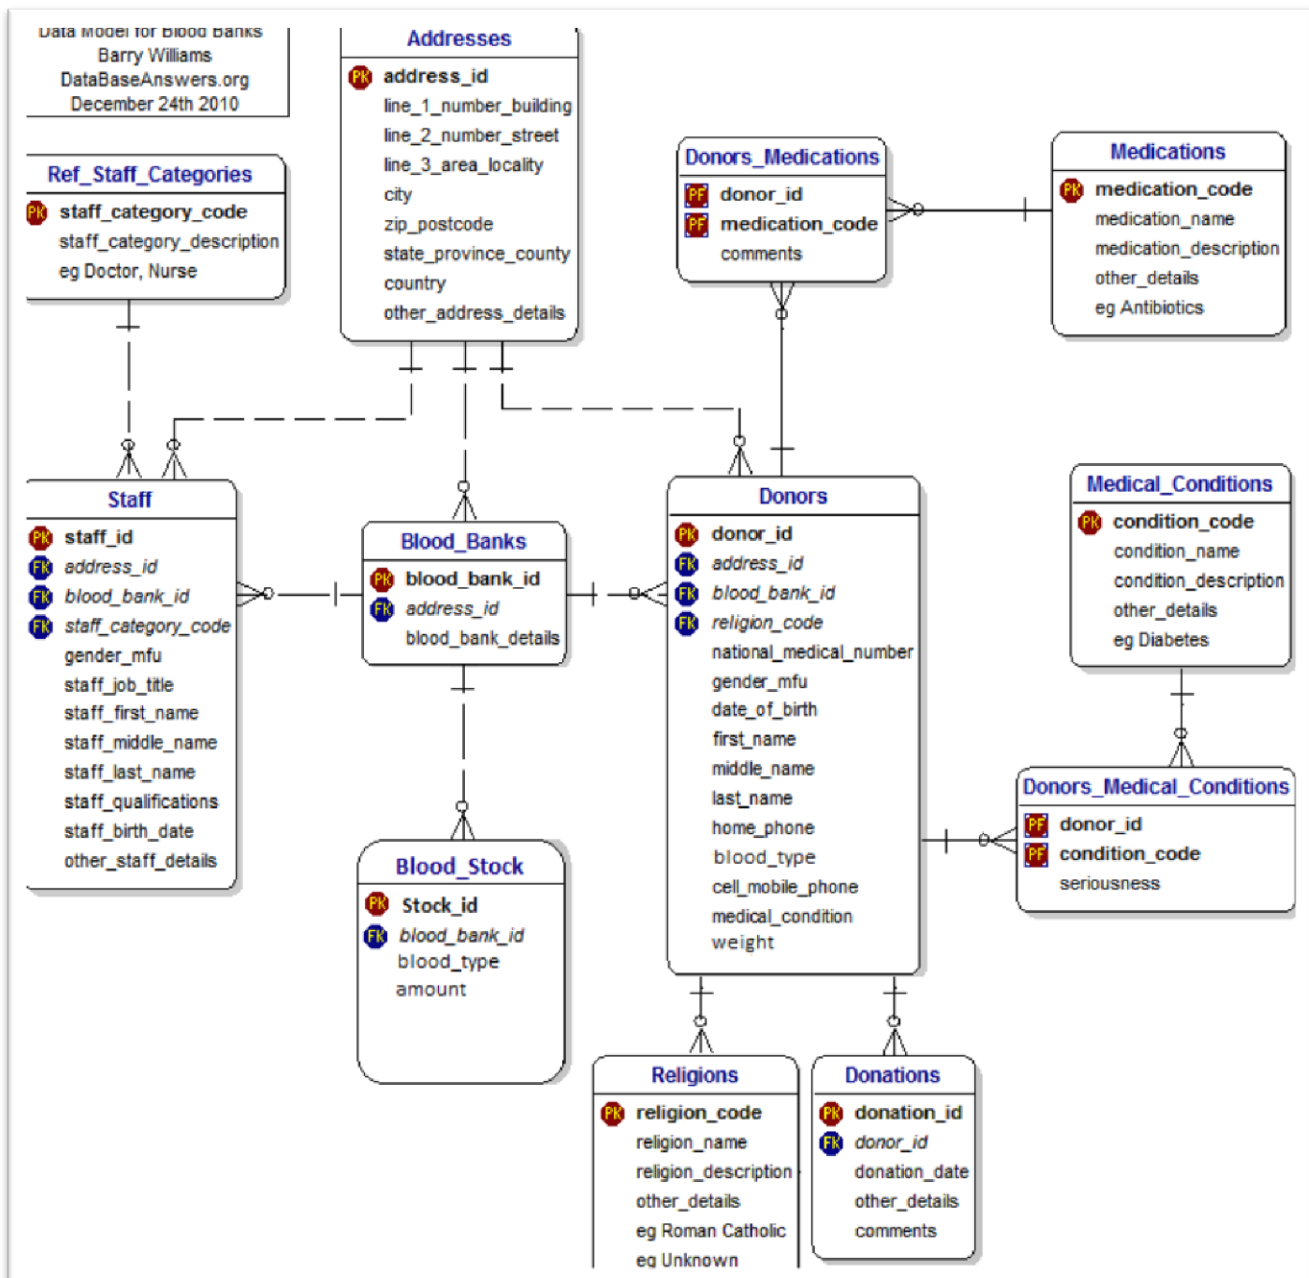 Data Model for Blood Banks
Barry Williams
DataBaseAnswers.org
December 24th 2010
Addresses
PK address_id
line_1_number_building
line_2_number_street
line_3_area_locality
city
zip_postcode
state_province_county
country
other_address_details
Ref_Staff_Categories
PK staff_category_code
staff_category_description
eg Doctor, Nurse
Donors_Medications
PF donor_id
PF medication_code
comments
Medications
PK medication_code
medication_name
medication_description
other_details
eg Antibiotics
Staff
PK staff_id
FK address_id
FK blood_bank_id
FK staff_category_code
gender_mfu
staff_job_title
staff_first_name
staff_middle_name
staff_last_name
staff_qualifications
staff_birth_date
other_staff_details
Blood_Banks
PK blood_bank_id
FK address_id
blood_bank_details
Donors
PK donor_id
FK address_id
FK blood_bank_id
FK religion_code
national_medical_number
gender_mfu
date_of_birth
first_name
middle_name
last_name
home_phone
blood_type
cell_mobile_phone
medical_condition
weight
Medical_Conditions
PK condition_code
condition_name
condition_description
other_details
eg Diabetes
Donors_Medical_Conditions
PF donor_id
PF condition_code
seriousness
Blood_Stock
PK Stock_id
FK blood_bank_id
blood_type
amount
Religions
PK religion_code
religion_name
religion_description
other_details
eg Roman Catholic
eg Unknown
Donations
PK donation_id
FK donor_id
donation_date
other_details
comments